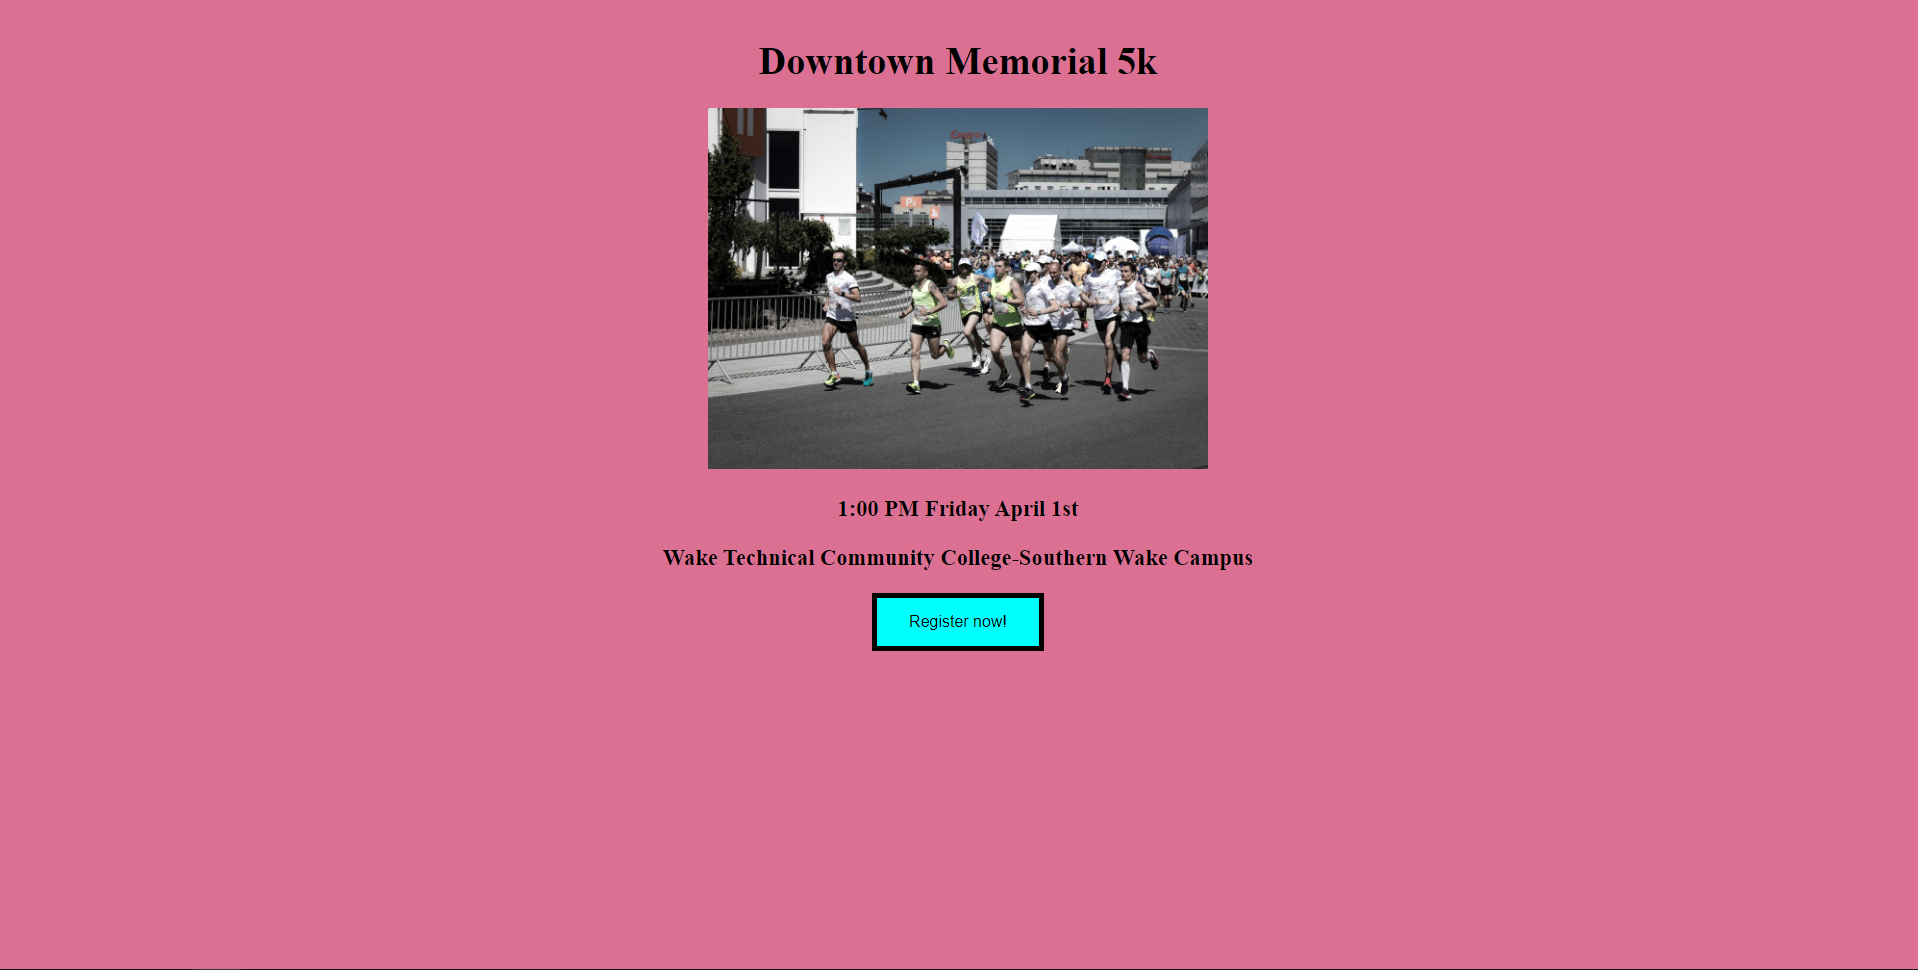 Downtown Memorial 5k
1:00 PM Friday April 1st
Wake Technical Community College-Southern Wake Campus
Register now!